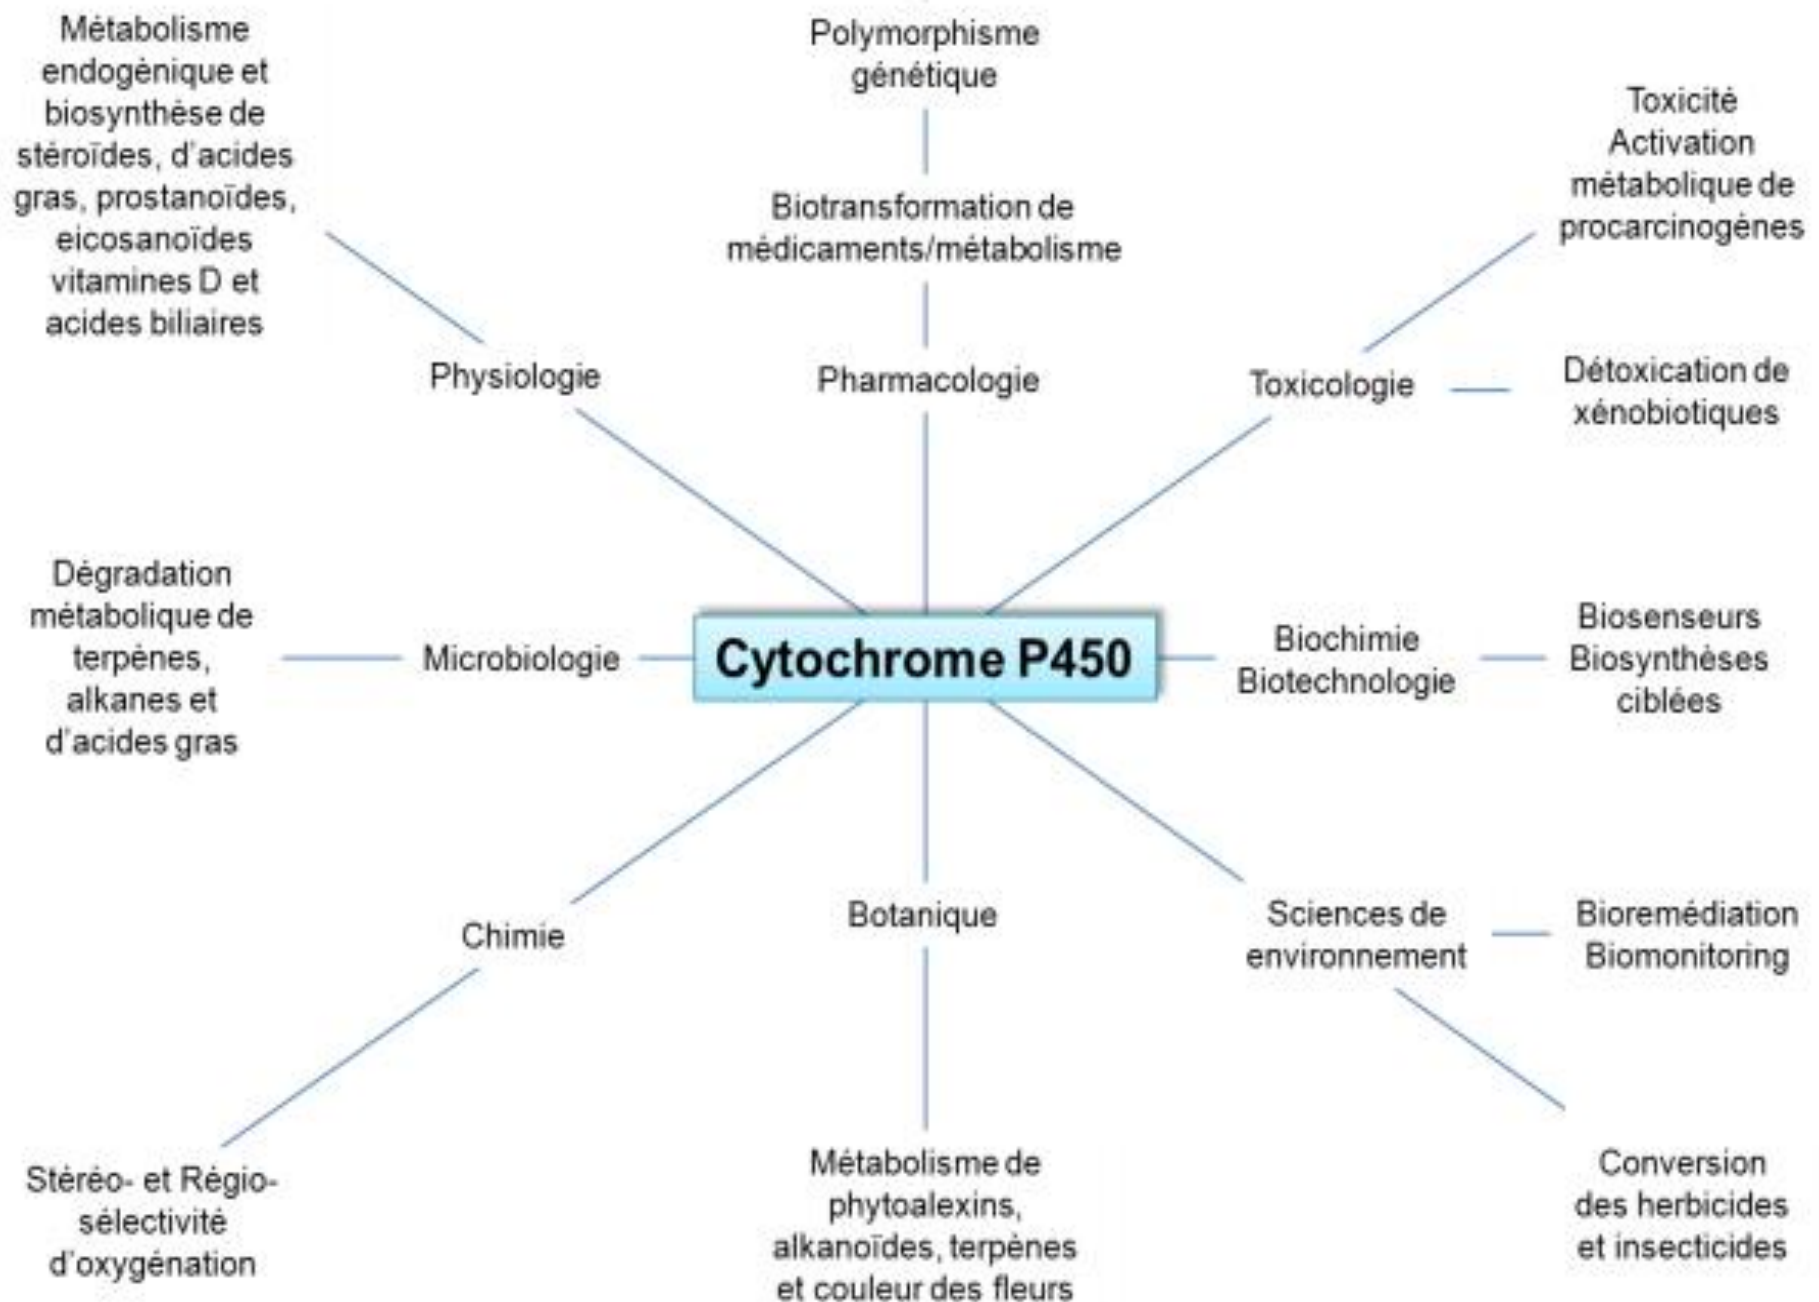 Métabolisme
endogénique et
biosynthèse de
stéroïdes, d'acides
gras, prostanoïdes,
eicosanoïdes
vitamines D et
acides biliaires
Polymorphisme
génétique
Biotransformation de
médicaments/métabolisme
Toxicité
Activation
métabolique de
procarcinogènes
Physiologie
Pharmacologie
Toxicologie
Détoxication de
xénobiotiques
Dégradation
métabolique de
terpènes,
alkanes et
d'acides gras
Microbiologie
Cytochrome P450
Biochimie
Biotechnologie
Biosenseurs
Biosynthèses
ciblées
Chimie
Botanique
Sciences de
environnement
Bioremédiation
Biomonitoring
Stéréo- et Régio-
sélectivité
d'oxygénation
Métabolisme de
phytoalexins,
alkanoïdes, terpènes
et couleur des fleurs
Conversion
des herbicides
et insecticides